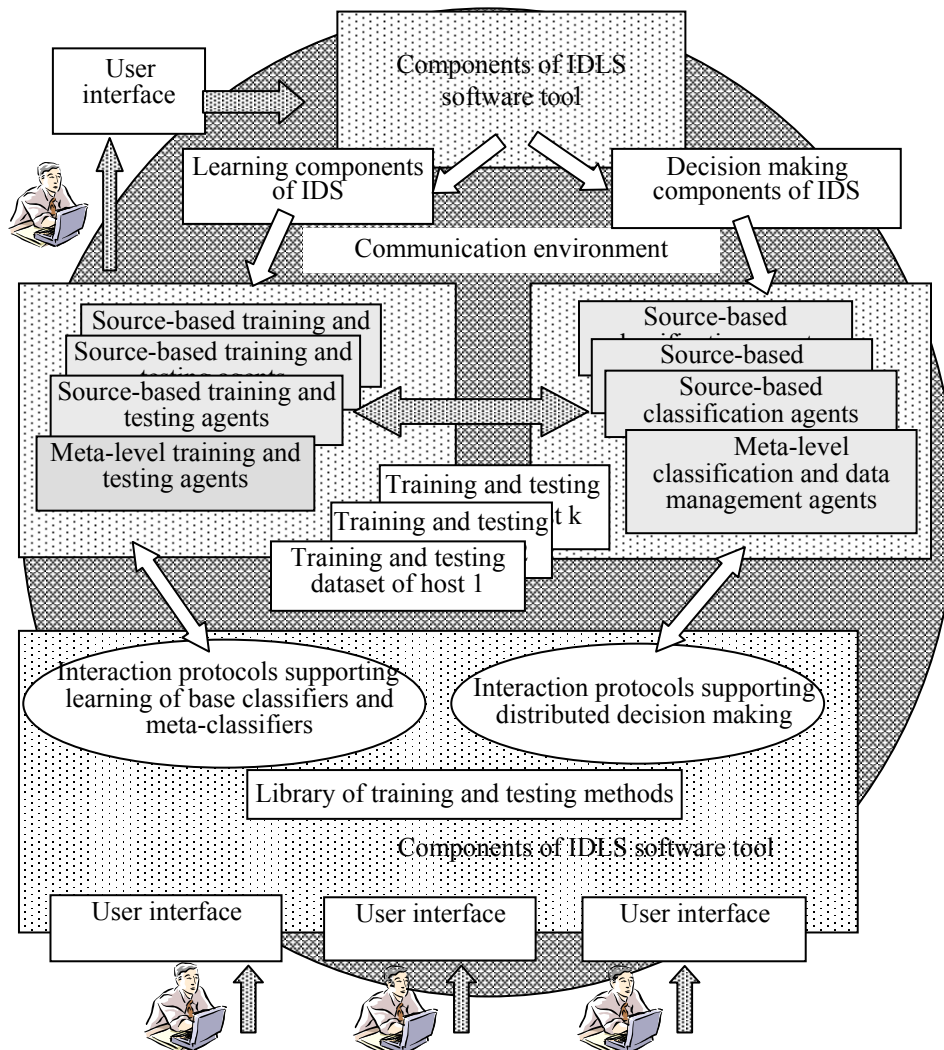 User
interface
Components of IDLS
software tool
Learning components
of IDS
Decision making
components of IDS
Communication environment
Source-based training and
Source-based training and
testing agents
Source-based training and
testing agents
Meta-level training and
testing agents
Source-based
Source-based
Source-based
classification agents
Meta-level
classification and data
management agents
Training and testing
t k
Training and testing
Training and testing
dataset of host 1
Interaction protocols supporting
learning of base classifiers and
meta-classifiers
Interaction protocols supporting
distributed decision making
Library of training and testing methods
Components of IDLS software tool
User interface
User interface
User interface